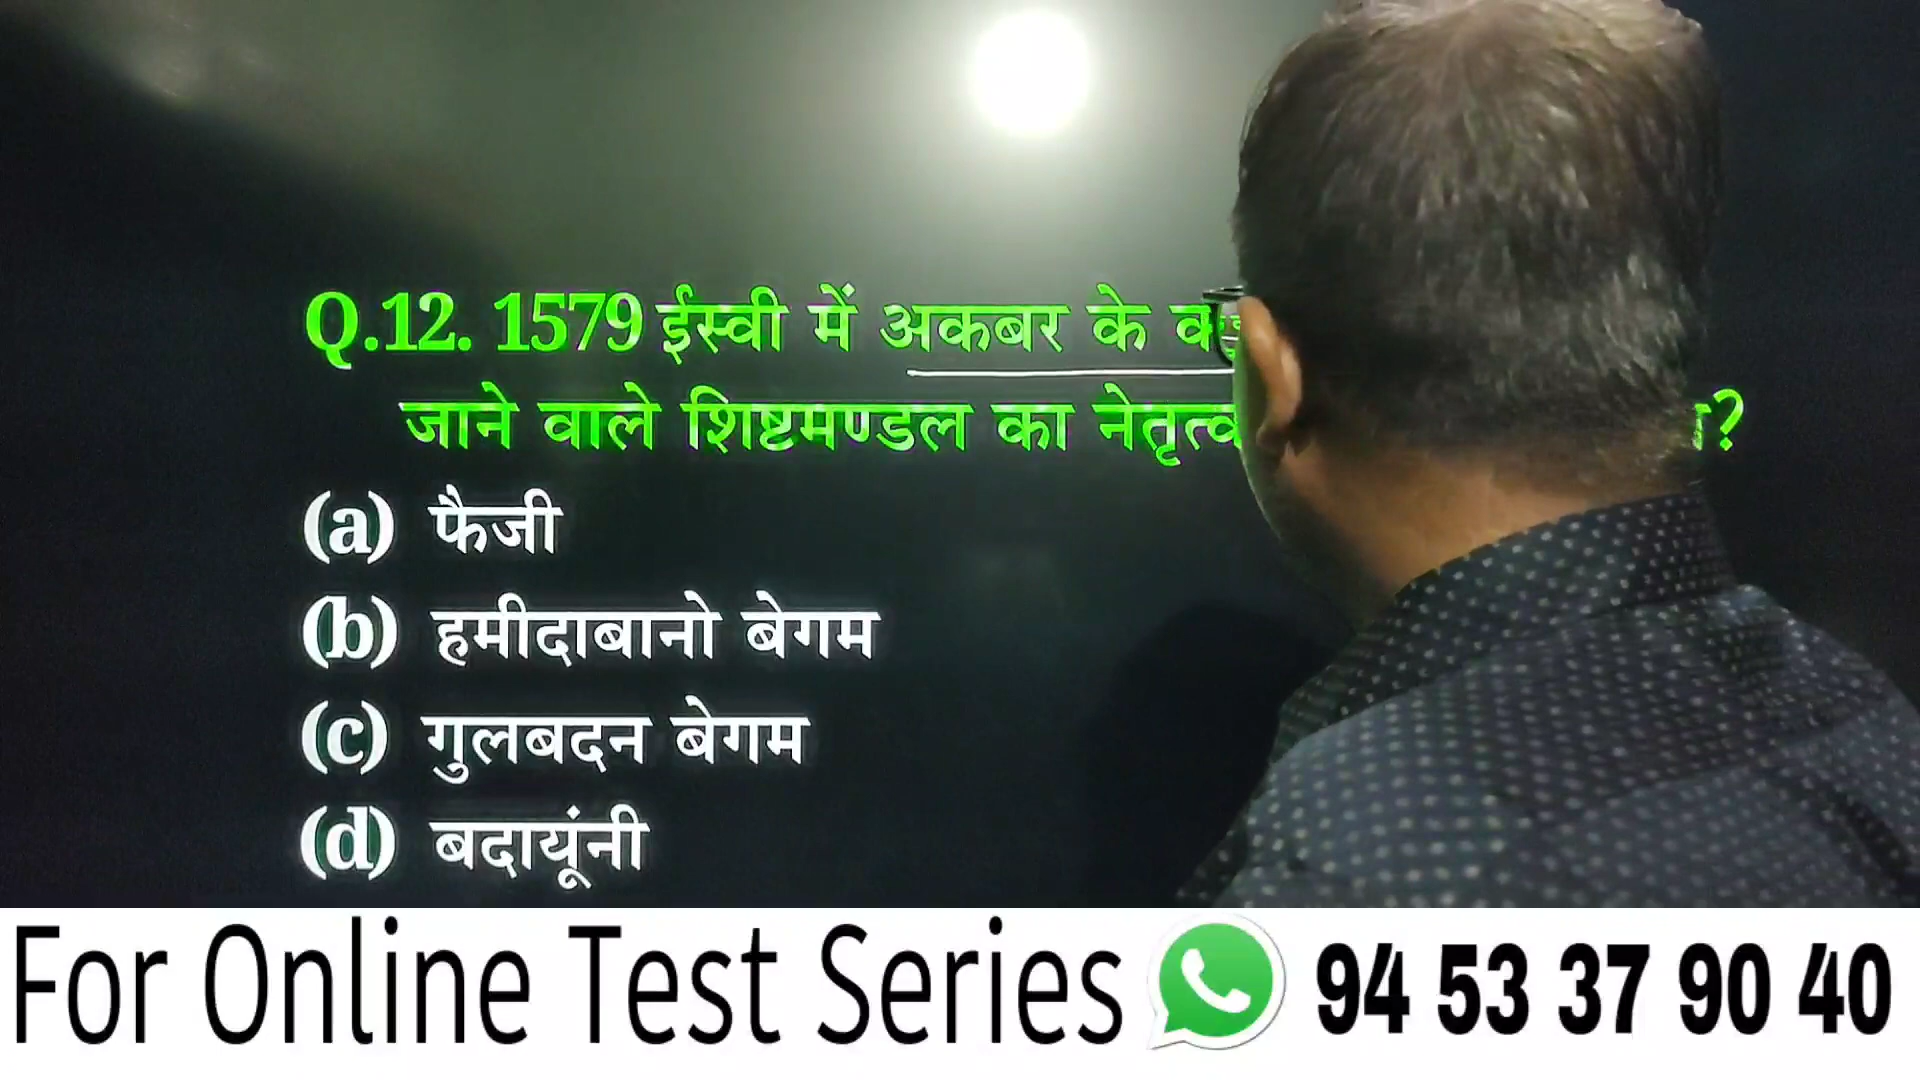 Q.12. 1579 ईस्वी में अकबर के
जाने वाले शिष्टमण्डल का नेतृत्व ?
(a) फैजी
(b) हमीदाबानो बेगम
(c) गुलबदन बेगम
(d) बदायूंनी
For Online Test Series 94 53 37 90 40